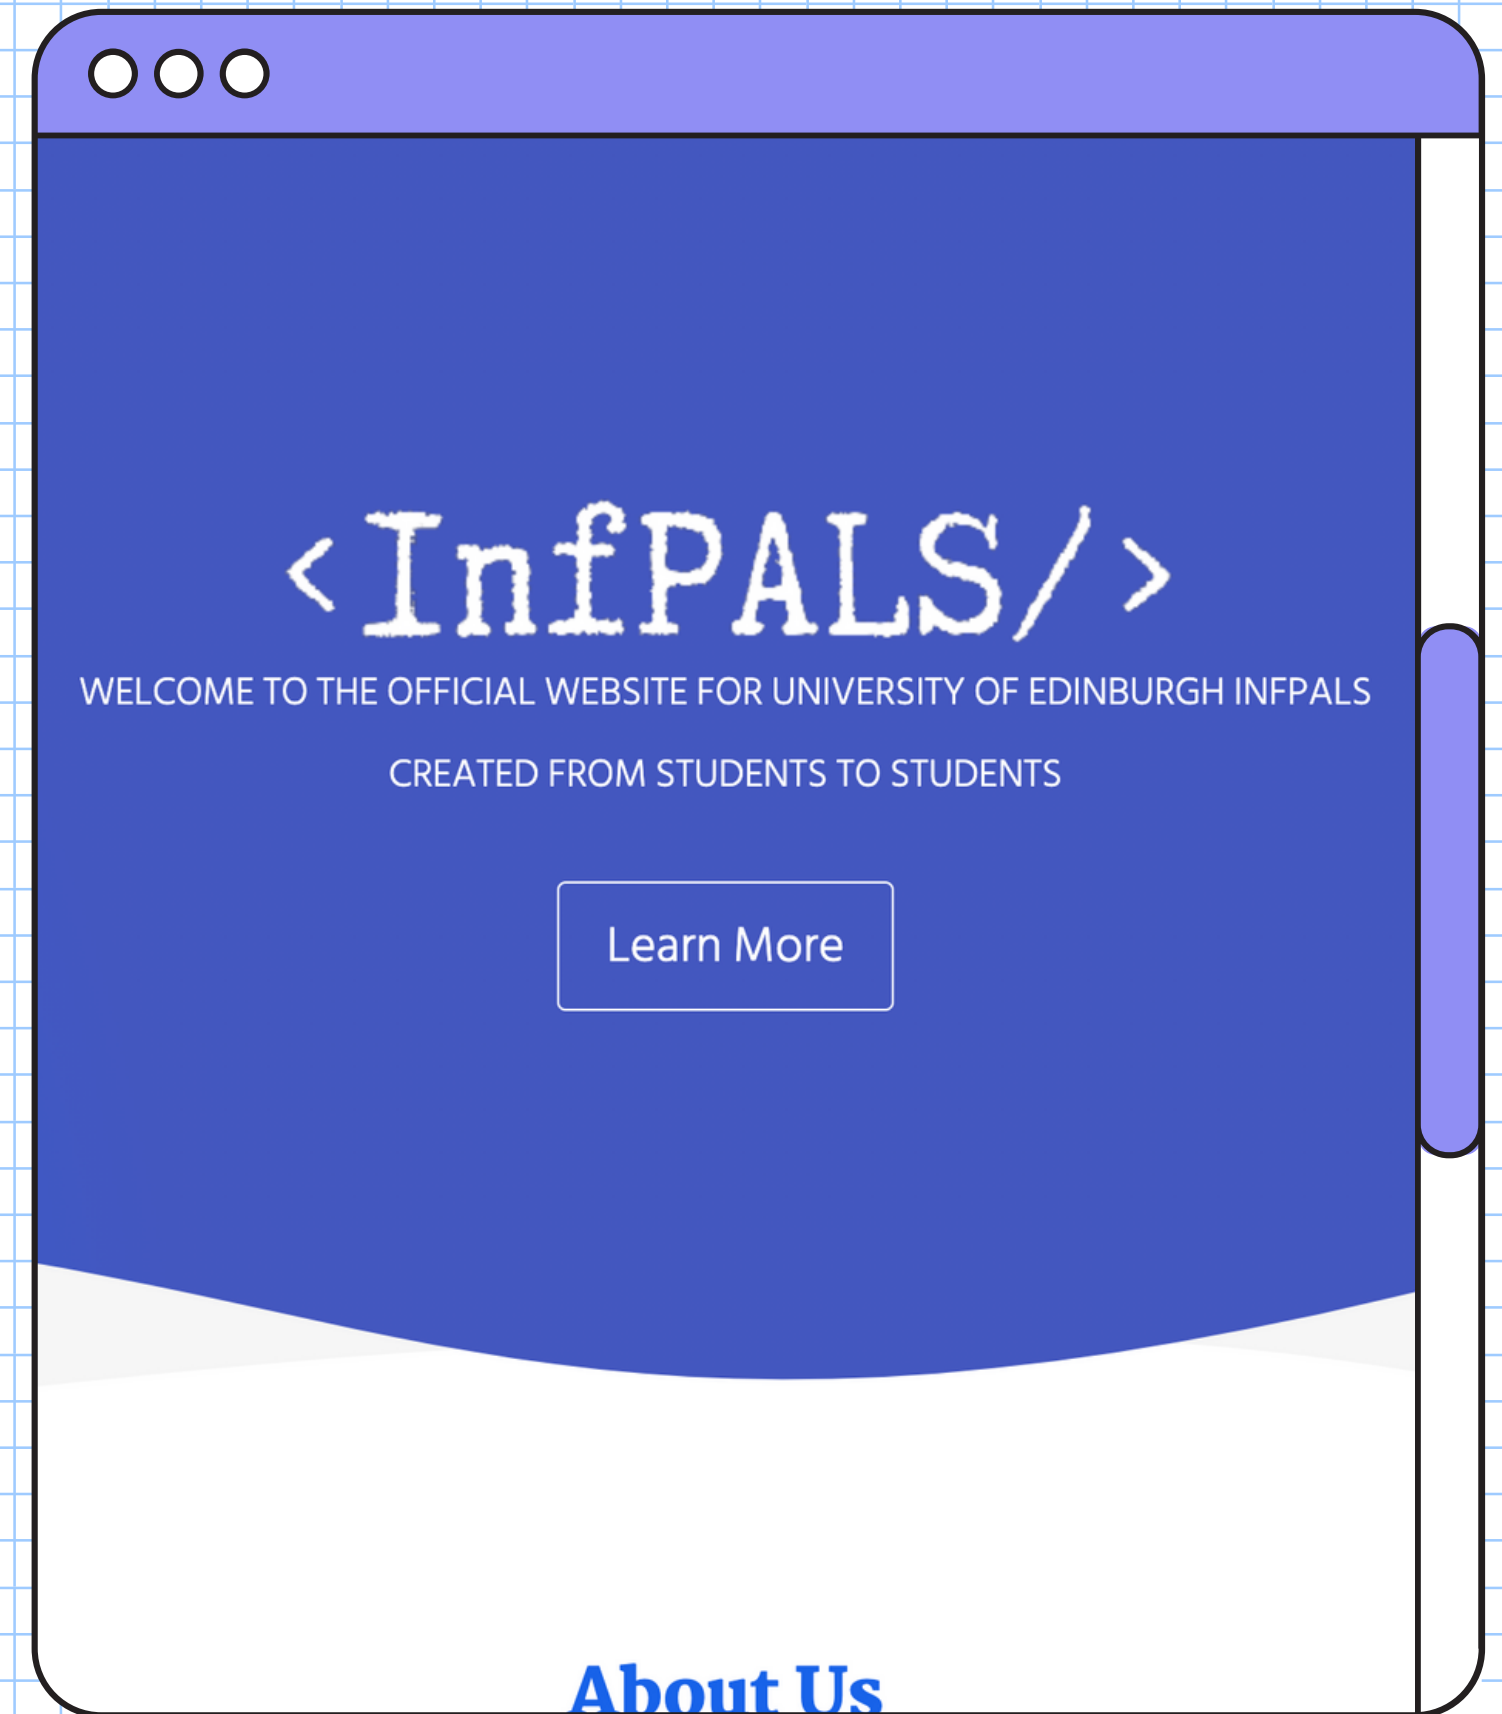 <InfPALS/>
WELCOME TO THE OFFICIAL WEBSITE FOR UNIVERSITY OF EDINBURGH INFPALS
CREATED FROM STUDENTS TO STUDENTS
Learn More
About Us